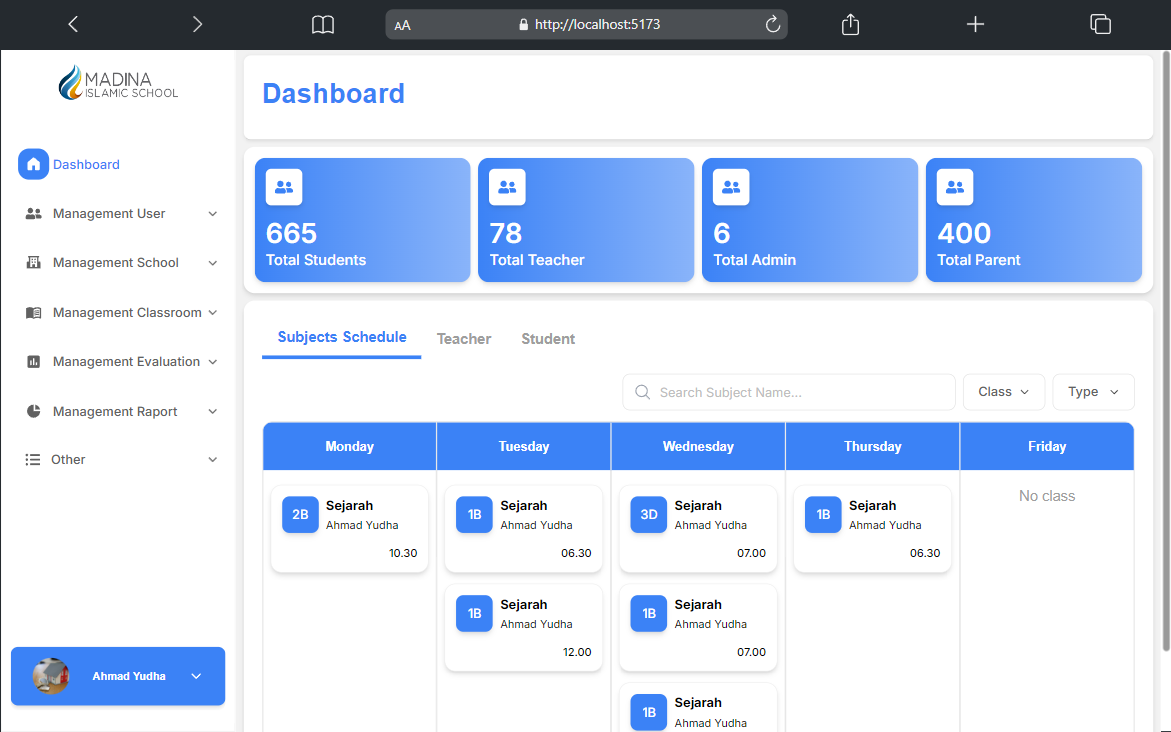 AA http://localhost:5173
MADINA
ISLAMIC SCHOOL
Dashboard
Management User
Management School
Management Classroom
Management Evaluation
Management Raport
Other
Ahmad Yudha
Dashboard
665
Total Students
78
Total Teacher
6
Total Admin
400
Total Parent
Subjects Schedule Teacher Student
Search Subject Name... Class Type
Monday Tuesday Wednesday Thursday Friday
2B Sejarah
Ahmad Yudha
10.30
1B Sejarah
Ahmad Yudha
06.30
1B Sejarah
Ahmad Yudha
12.00
3D Sejarah
Ahmad Yudha
07.00
1B Sejarah
Ahmad Yudha
07.00
1B Sejarah
Ahmad Yudha
1B Sejarah
Ahmad Yudha
06.30
No class